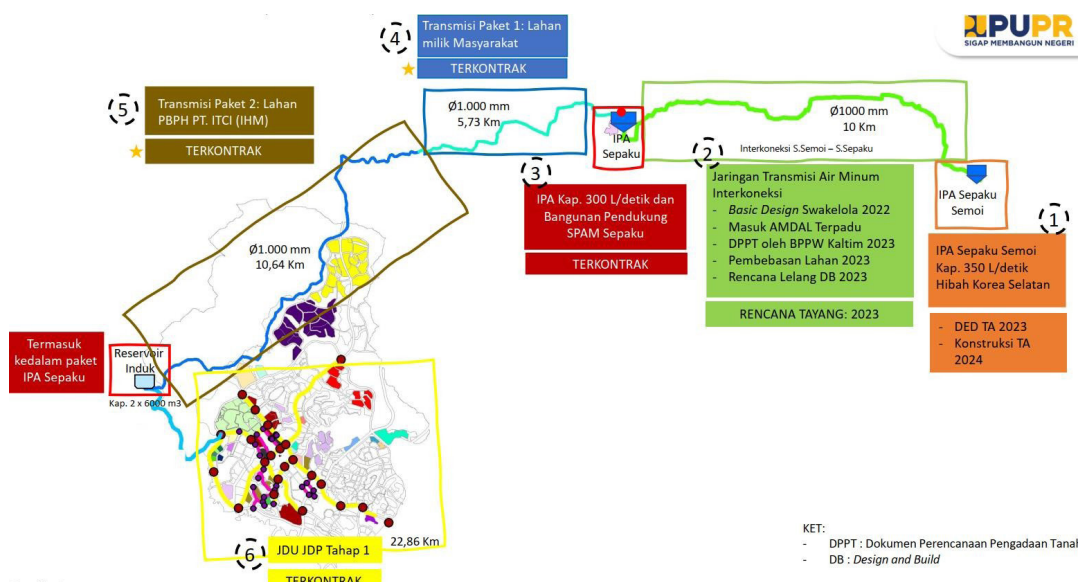 PUPR
SIGAP MEMBANGUN NEGERI
4
Transmisi Paket 1: Lahan
milik Masyarakat
TERKONTRAK
5
Transmisi Paket 2: Lahan
PBPH PT. ITCI (IHM)
TERKONTRAK
Ø1.000 mm
5,73 Km
IPA
Sepaku
Ø1000 mm
10 Km
Interkoneksi S.Semoi – S.Sepaku
IPA Sepaku
Semoi
3
IPA Kap. 300 L/detik dan
Bangunan Pendukung
SPAM Sepaku
TERKONTRAK
2
Jaringan Transmisi Air Minum
Interkoneksi
- Basic Design Swakelola 2022
- Masuk AMDAL Terpadu
- DPPT oleh BPPW Kaltim 2023
- Pembebasan Lahan 2023
- Rencana Lelang DB 2023
RENCANA TAYANG: 2023
1
IPA Sepaku Semoi
Kap. 350 L/detik
Hibah Korea Selatan
- DED TA 2023
- Konstruksi TA
2024
Ø1.000 mm
10,64 Km
Termasuk
kedalam paket
IPA Sepaku
Reservoir
Induk
Kap. 2 x 6000 m3
22,86 Km
6
JDU JDP Tahap 1
TERKONTRAK
KET:
- DPPT : Dokumen Perencanaan Pengadaan Tanah
- DB : Design and Build